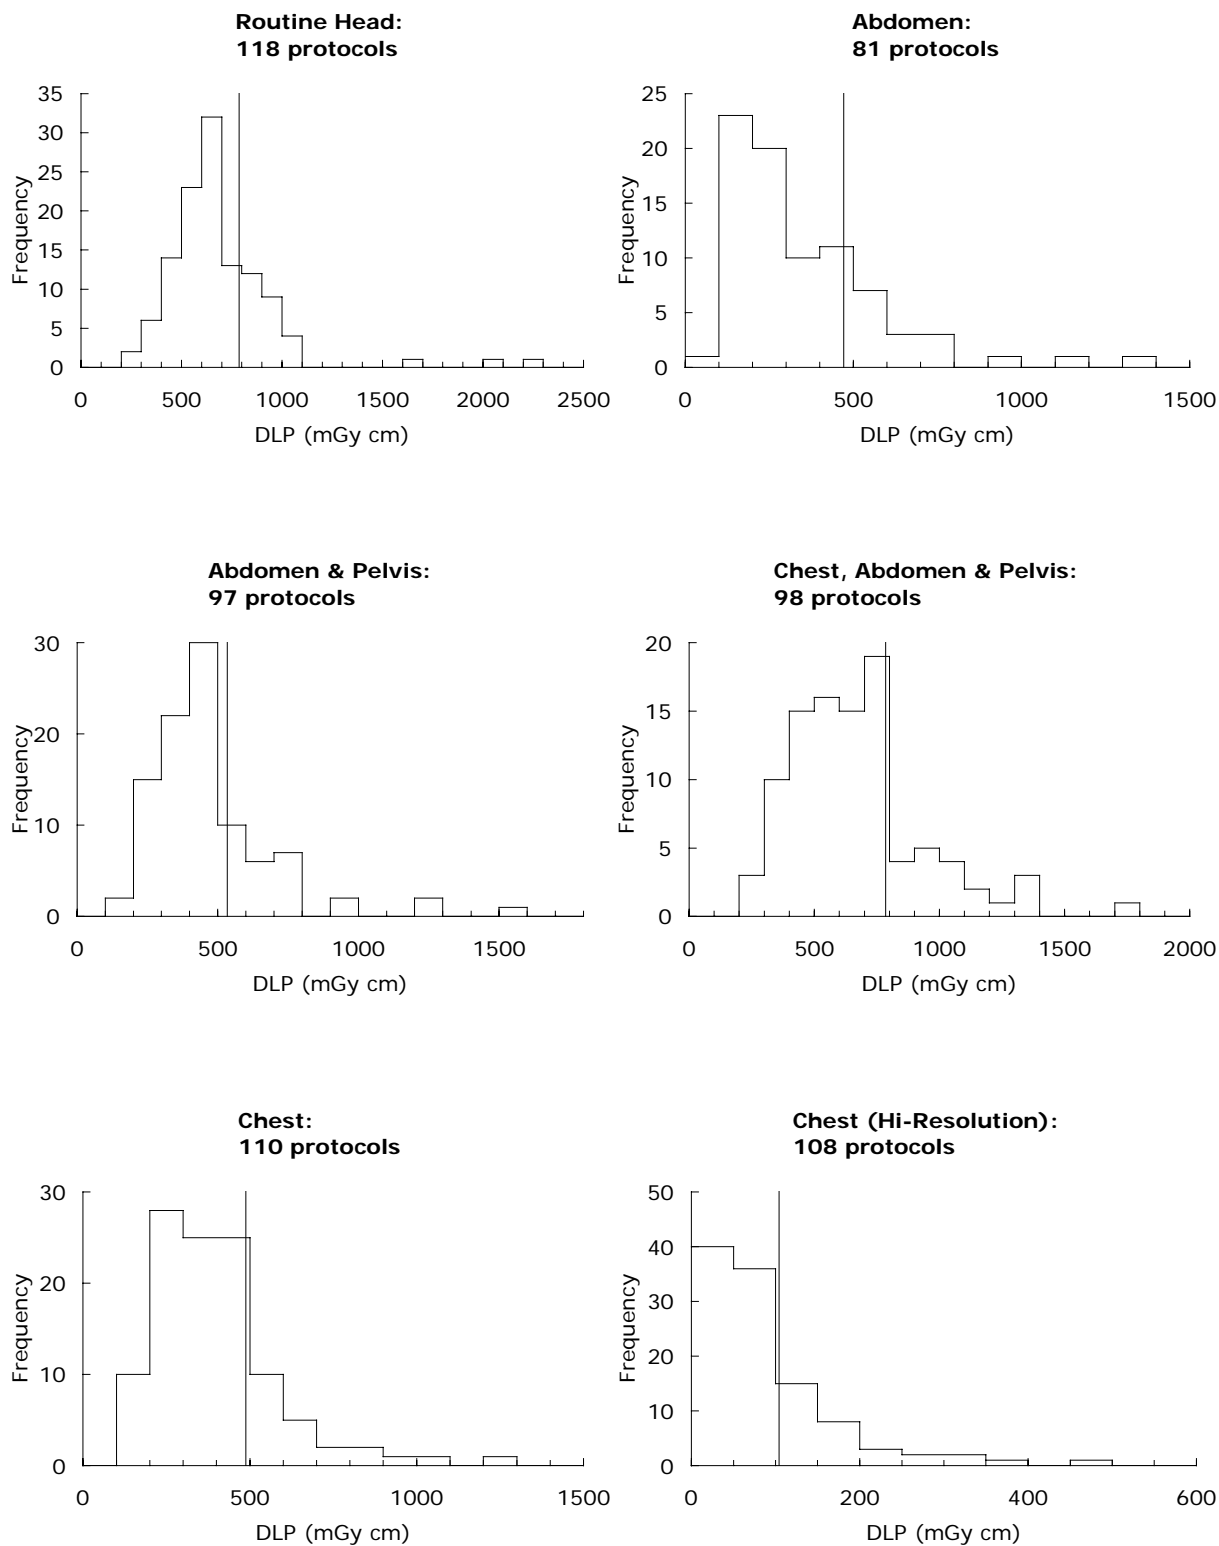 Routine Head:
118 protocols
35
30
25
20
15
10
5
0
Frequency
0 500 1000 1500 2000 2500
DLP (mGy cm)
Abdomen:
81 protocols
25
20
15
10
5
0
Frequency
0 500 1000 1500
DLP (mGy cm)
Abdomen & Pelvis:
97 protocols
30
20
10
0
Frequency
0 500 1000 1500
DLP (mGy cm)
Chest, Abdomen & Pelvis:
98 protocols
20
15
10
5
0
Frequency
0 500 1000 1500 2000
DLP (mGy cm)
Chest:
110 protocols
30
20
10
0
Frequency
0 500 1000 1500
DLP (mGy cm)
Chest (Hi-Resolution):
108 protocols
50
40
30
20
10
0
Frequency
0 200 400 600
DLP (mGy cm)